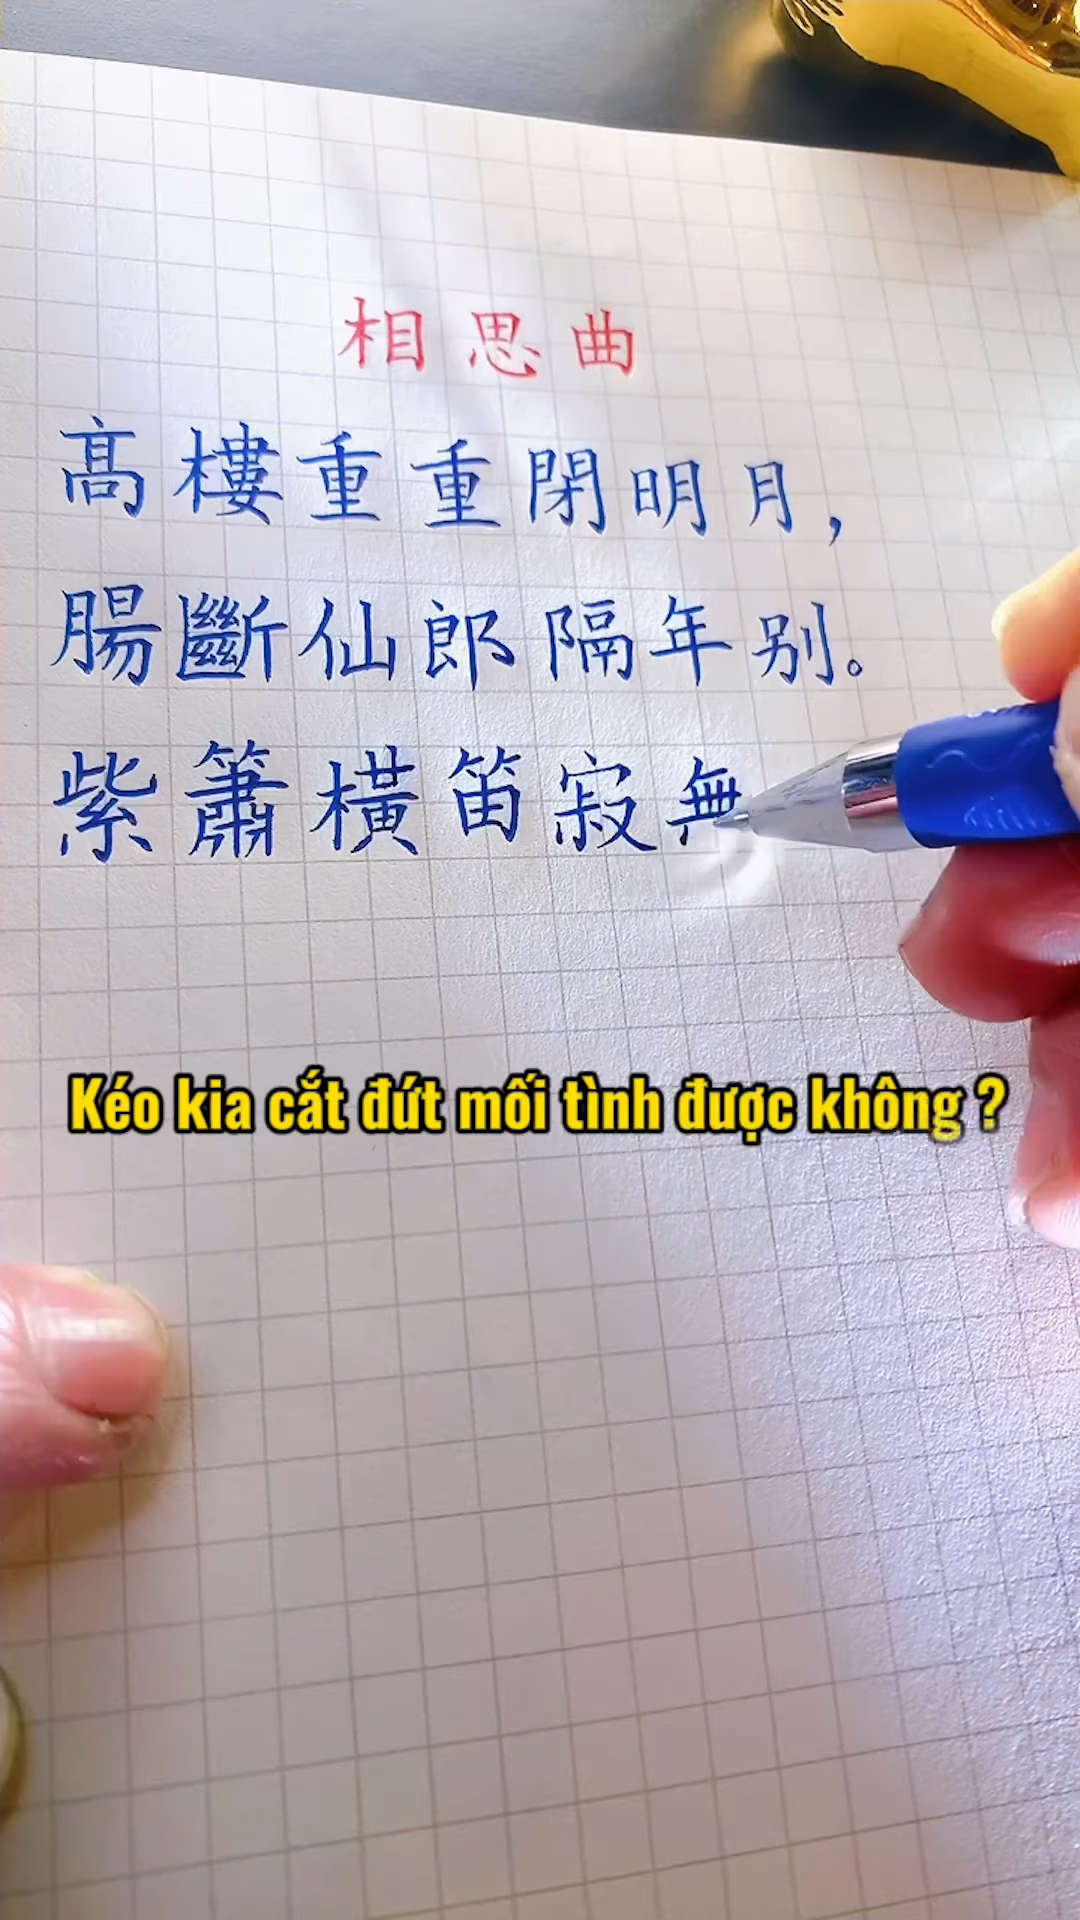 相思曲
高樓重重閉明月,
腸斷仙郎隔年别。
紫簫橫笛寂無
Kéo kia cắt đứt mối tình được không ?